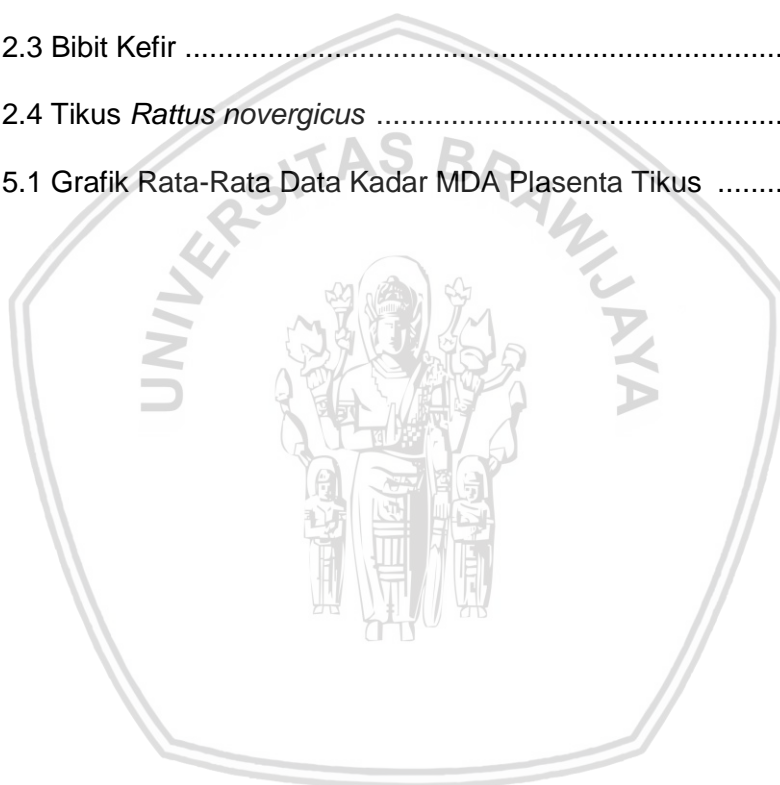 2.3 Bibit Kefir ........................................................................
2.4 Tikus Rattus novergicus .................................................
5.1 Grafik Rata-Rata Data Kadar MDA Plasenta Tikus ........
UNIVERSITAS BRAWIJAYA